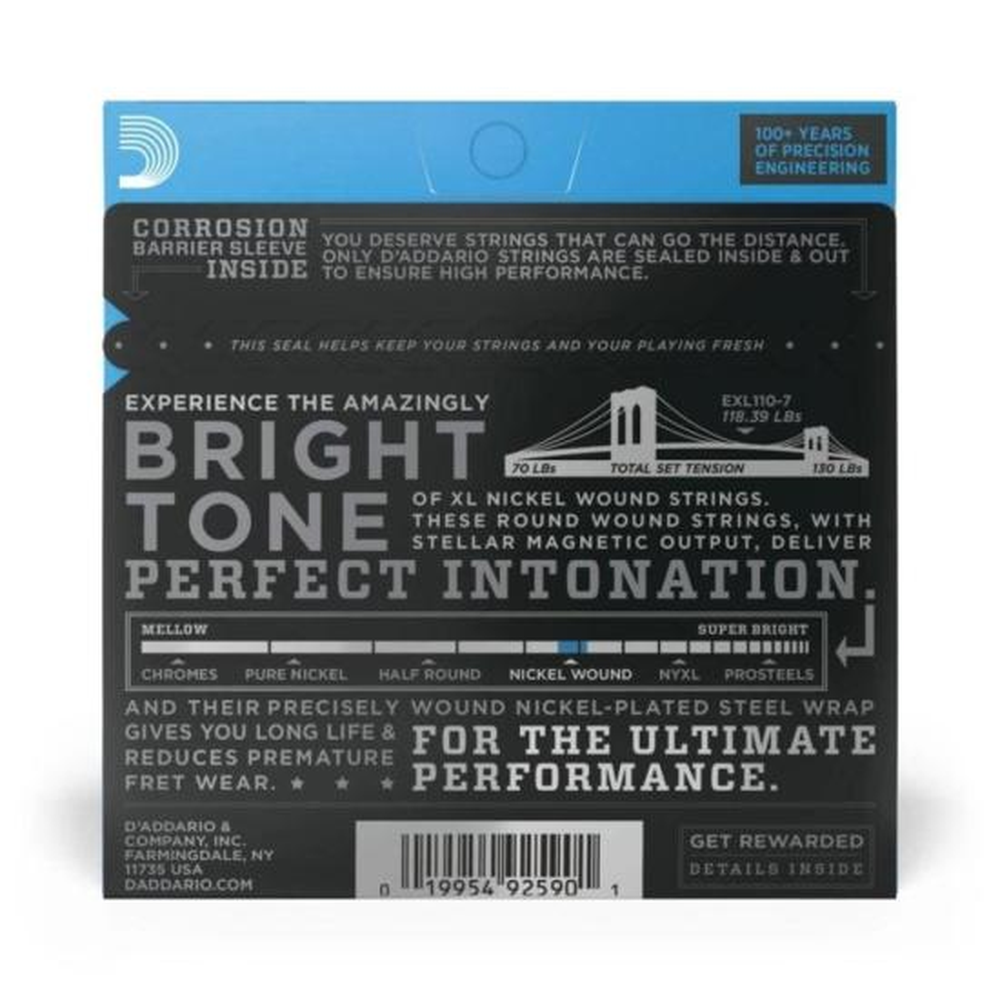 100+ YEARS
OF PRECISION
ENGINEERING
CORROSION
BARRIER SLEEVE
INSIDE
YOU DESERVE STRINGS THAT CAN GO THE DISTANCE.
ONLY D'ADDARIO STRINGS ARE SEALED INSIDE & OUT
TO ENSURE HIGH PERFORMANCE.
THIS SEAL HELPS KEEP YOUR STRINGS AND YOUR PLAYING FRESH
EXPERIENCE THE AMAZINGLY
BRIGHT
TONE
EXL110-7
118.39 LBs
70 LBs TOTAL SET TENSION 130 LBs
OF XL NICKEL WOUND STRINGS.
THESE ROUND WOUND STRINGS, WITH
STELLAR MAGNETIC OUTPUT, DELIVER
PERFECT INTONATION.
MELLOW SUPER BRIGHT
CHROMES PURE NICKEL HALF ROUND NICKEL WOUND NYXL PROSTEELS
AND THEIR PRECISELY WOUND NICKEL-PLATED STEEL WRAP
GIVES YOU LONG LIFE &
REDUCES PREMATURE
FRET WEAR.
FOR THE ULTIMATE
PERFORMANCE.
D'ADDARIO &
COMPANY, INC.
FARMINGDALE, NY
11735 USA
DADDARIO.COM
0 19954 92590 1
GET REWARDED
DETAILS INSIDE